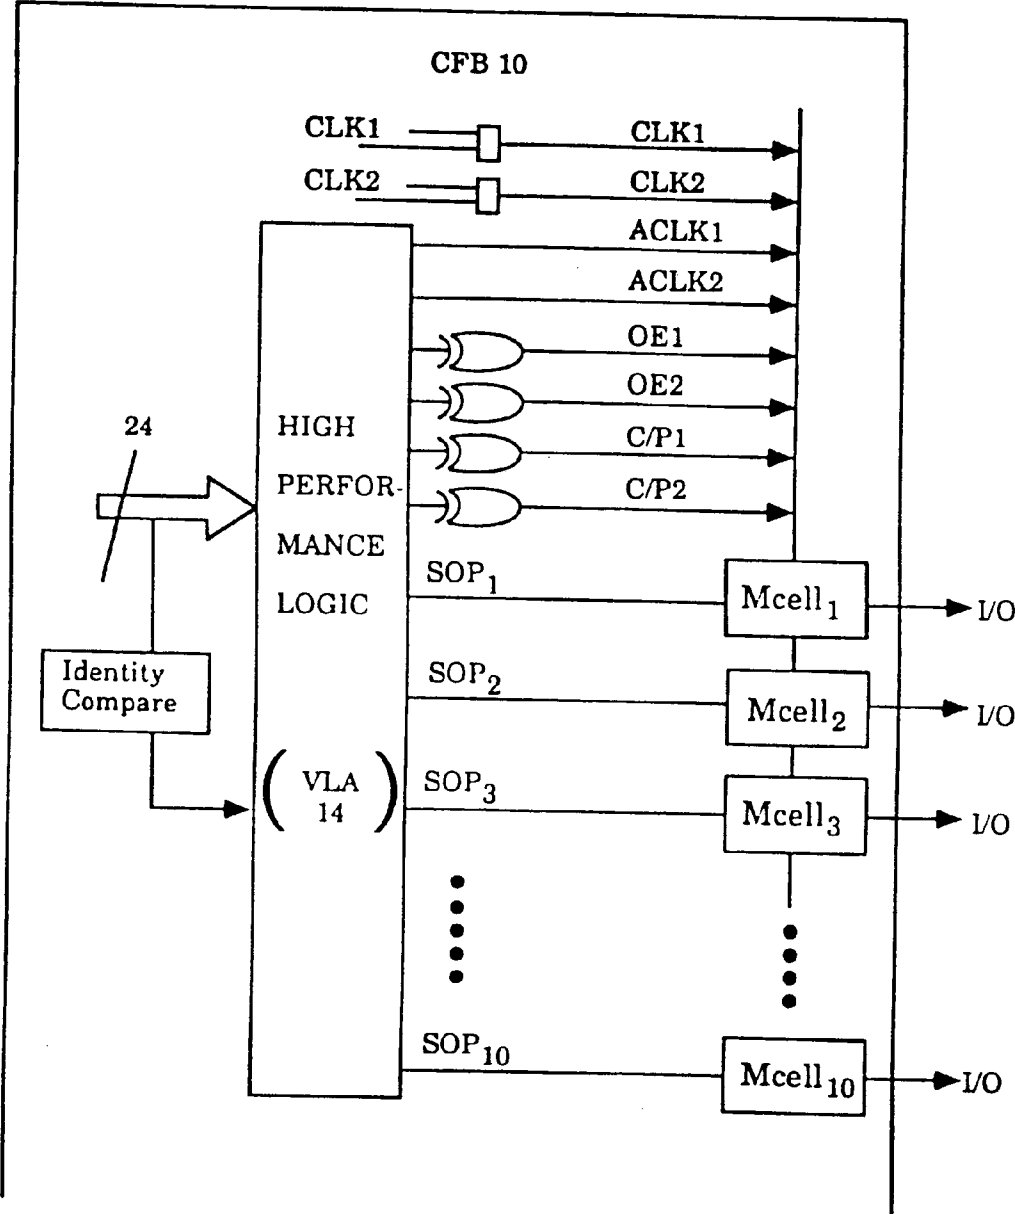 CFB 10
CLK1
CLK1
CLK2
CLK2
ACLK1
ACLK2
OE1
OE2
C/P1
C/P2
24
HIGH
PERFOR-
MANCE
LOGIC
(VLA
14)
Identity
Compare
SOP1
Mcell1
I/O
SOP2
Mcell2
I/O
SOP3
Mcell3
I/O
SOP10
Mcell10
I/O